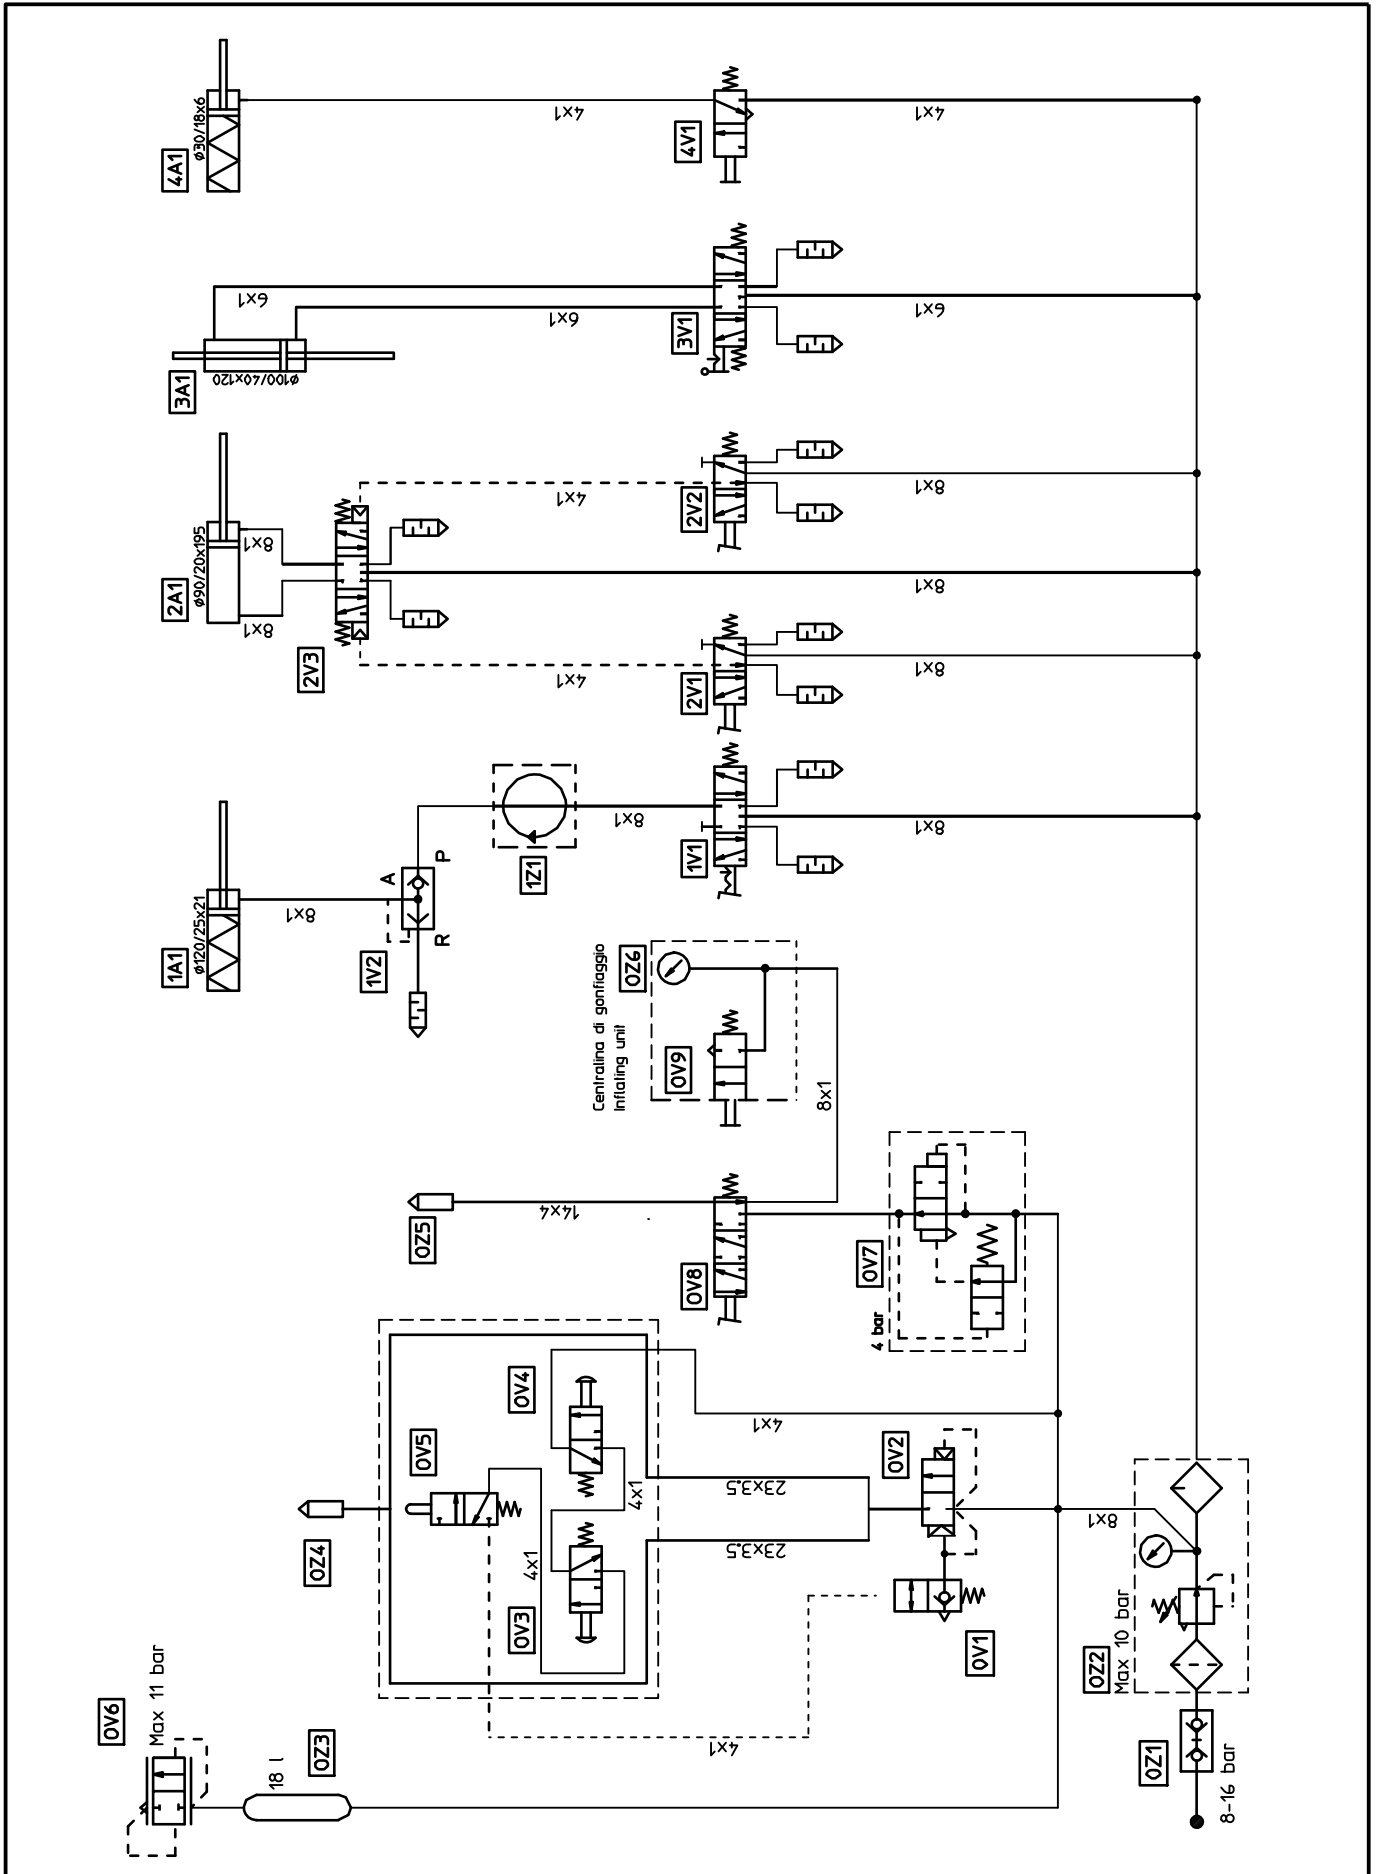 4A1
ø30/18x6
4x1
4V1
4x1
6x1
6x1
3V1
6x1
3A1
ø100/40x120
2A1
ø90/20x195
8x1
8x1
2V3
4x1
2V2
8x1
8x1
4x1
2V1
8x1
1A1
ø120/25x21
8x1
1V2
A
P
R
1Z1
8x1
1V1
8x1
Centralina di gonfiaggio
Inflating unit
0Z6
0V9
8x1
0Z5
14x4
0V8
0V7
4 bar
0V5
0V4
4x1
0V2
0Z4
4x1
4x1
0V3
23x3.5
23x3.5
8x1
0V1
0Z2
Max 10 bar
0V6
Max 11 bar
18 l
0Z3
4x1
0Z1
8-16 bar